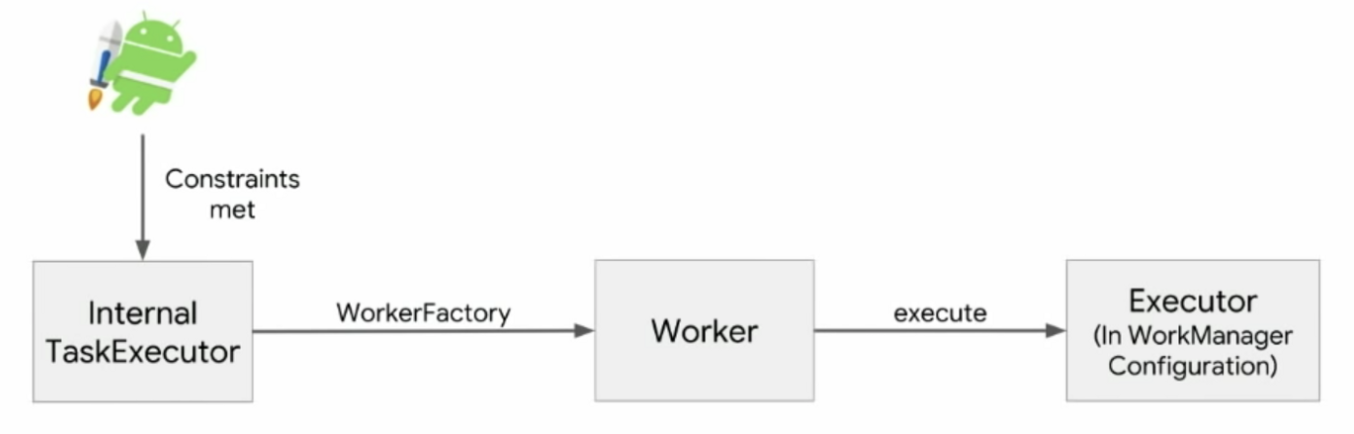 Constraints
met
Internal
TaskExecutor
WorkerFactory
Worker
execute
Executor
(In WorkManager
Configuration)